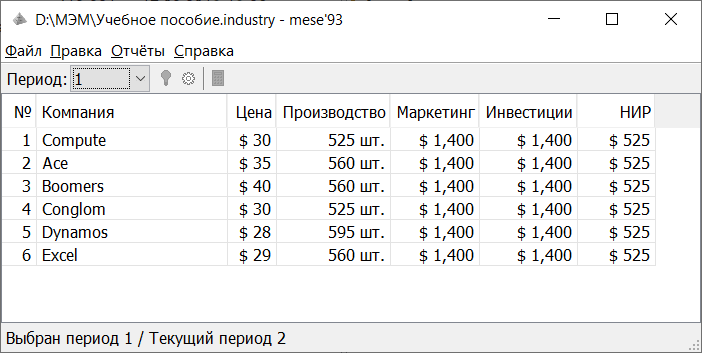 D:\МЭМ\Учебное пособие.industry - mese'93
Файл Правка Отчёты Справка
Период: 1
№ Компания Цена Производство Маркетинг Инвестиции НИР
1 Compute $ 30 525 шт. $ 1,400 $ 1,400 $ 525
2 Ace $ 35 560 шт. $ 1,400 $ 1,400 $ 525
3 Boomers $ 40 560 шт. $ 1,400 $ 1,400 $ 525
4 Conglom $ 30 525 шт. $ 1,400 $ 1,400 $ 525
5 Dynamos $ 28 595 шт. $ 1,400 $ 1,400 $ 525
6 Excel $ 29 560 шт. $ 1,400 $ 1,400 $ 525
Выбран период 1 / Текущий период 2